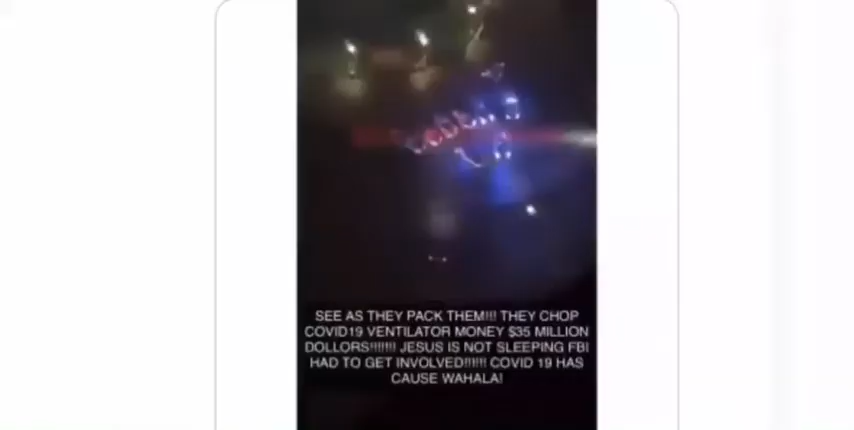 SEE AS THEY PACK THEM!!! THEY CHOP
COVID19 VENTILATOR MONEY $35 MILLION
DOLLORS!!!!!!! JESUS IS NOT SLEEPING FBI
HAD TO GET INVOLVED!!!!!! COVID 19 HAS
CAUSE WAHALA!